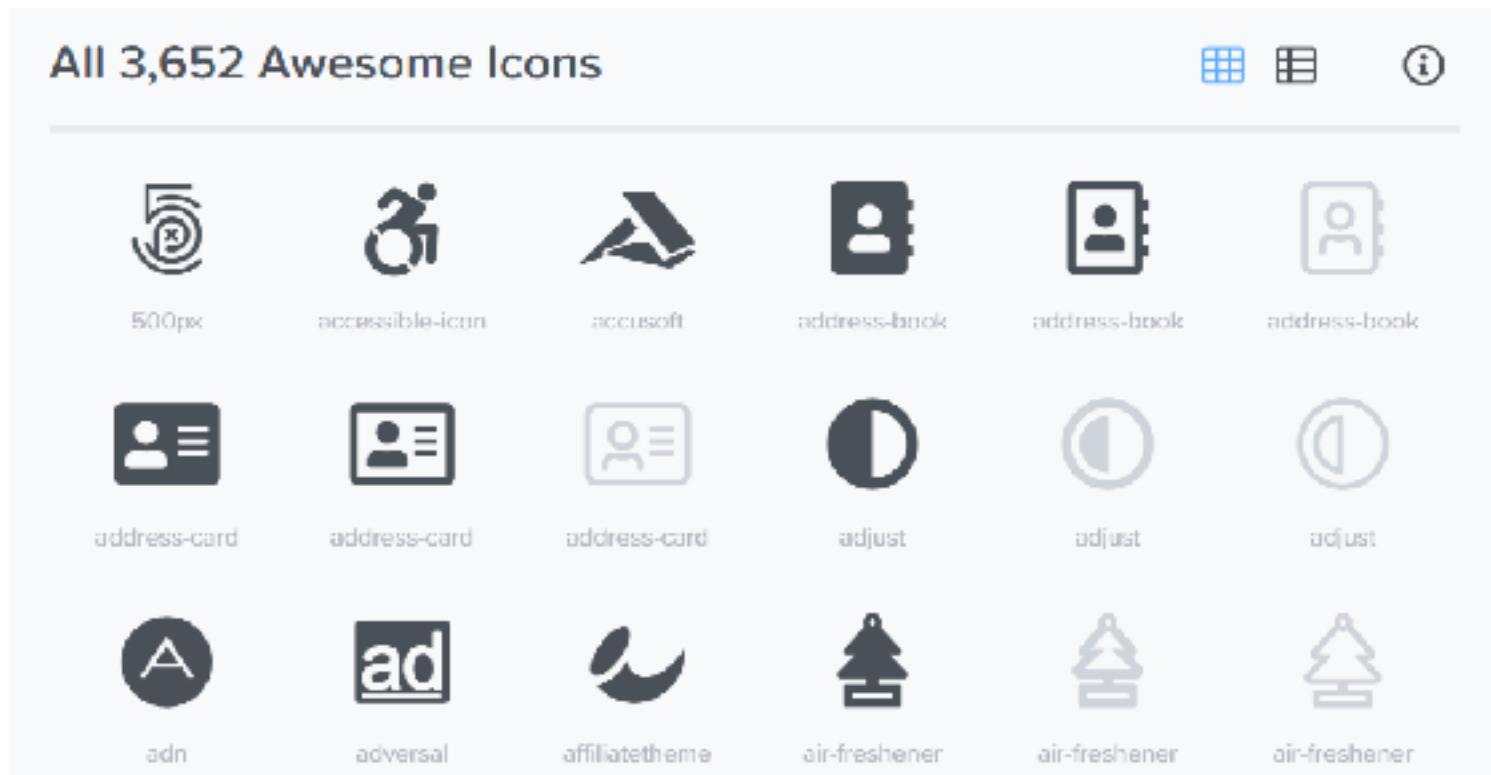 All 3,652 Awesome Icons
500px accessible-icon accusoft address-book address-book address-book
address-card address-card address-card adjust adjust adjust
ad
adn adversal affiliatetheme air-freshener air-freshener air-freshener